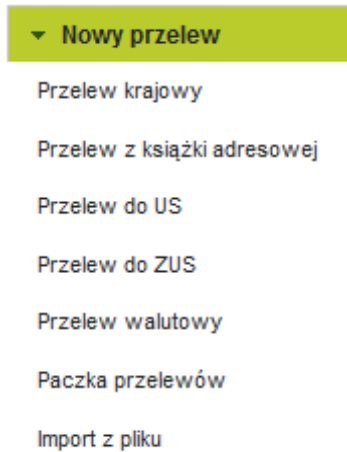 Nowy przelew
Przelew krajowy
Przelew z książki adresowej
Przelew do US
Przelew do ZUS
Przelew walutowy
Paczka przelewów
Import z pliku